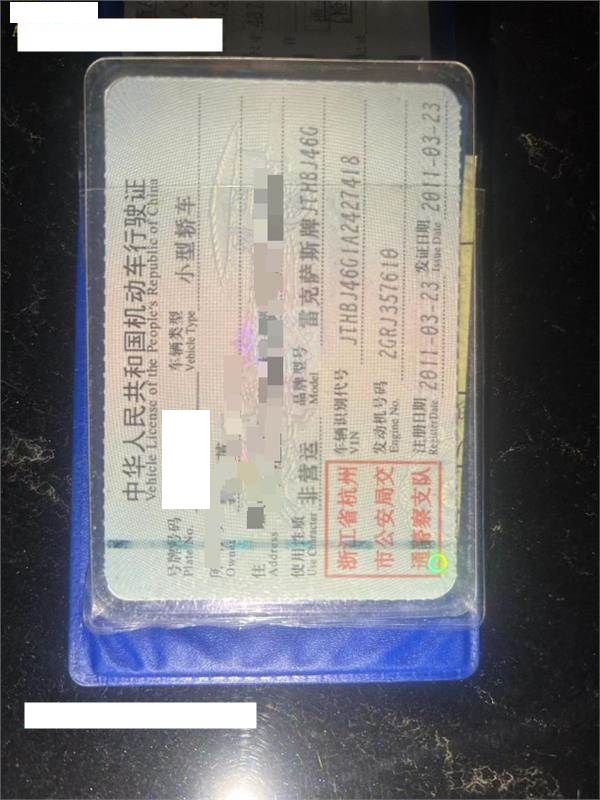 中华人民共和国机动车行驶证
Vehicle License of the People's Republic of China
号牌号码 车辆类型 小型轿车
Plate No. Vehicle Type
Owner
住
Address
使用性质 非营运 品牌型号 雷克萨斯牌JTHBJ46G
Use Character Model
浙江省杭州
市公安局交
通警察支队
车辆识别代号 JTHBJ46G1A2427418
VIN
发动机号码 2GRJ357610
Engine No.
注册日期 2011-03-23 发证日期 2011-03-23
Register Date Issue Date